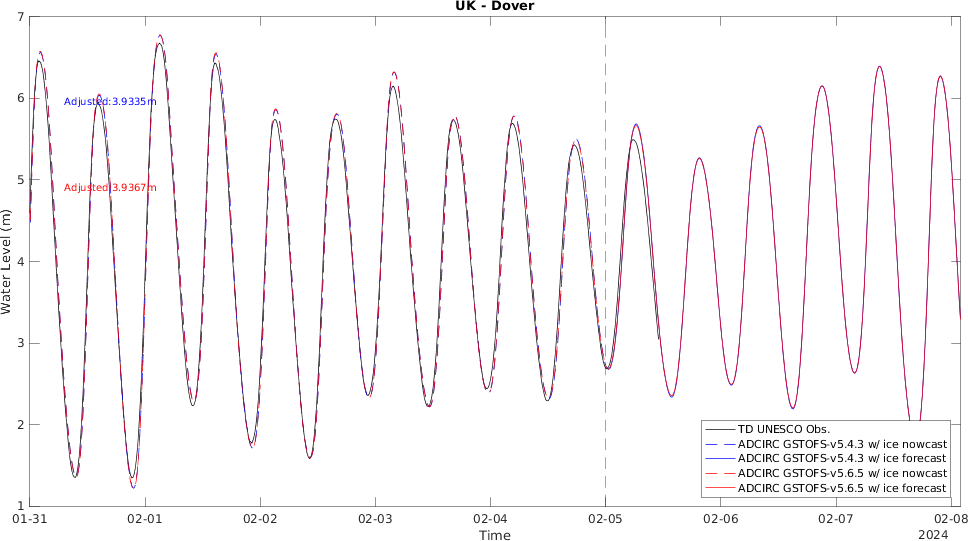 UK - Dover
7
6
5
4
3
2
1
Water Level (m)
Adjusted:3.9335m
Adjusted:3.9367m
TD UNESCO Obs.
ADCIRC GSTOFS-v5.4.3 w/ ice nowcast
ADCIRC GSTOFS-v5.4.3 w/ ice forecast
ADCIRC GSTOFS-v5.6.5 w/ ice nowcast
ADCIRC GSTOFS-v5.6.5 w/ ice forecast
01-31 02-01 02-02 02-03 02-04 02-05 02-06 02-07 02-08
Time
2024